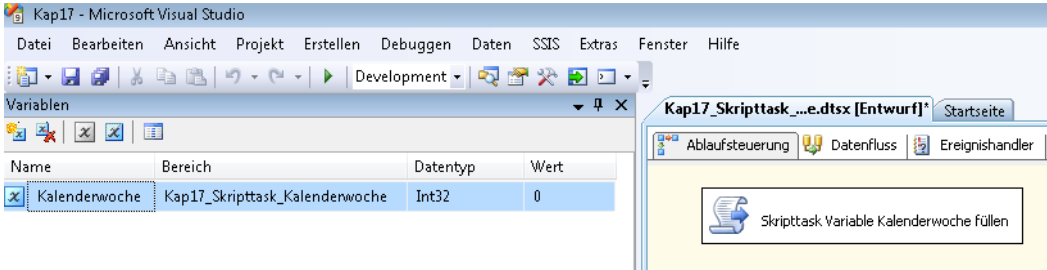 Kap17 - Microsoft Visual Studio
Datei Bearbeiten Ansicht Projekt Erstellen Debuggen Daten SSIS Extras Fenster Hilfe
Development
Variablen
Kap17_Skripttask_...e.dtsx [Entwurf]* Startseite
Ablaufsteuerung Datenfluss Ereignishandler
Name Bereich Datentyp Wert
Kalenderwoche Kap17_Skripttask_Kalenderwoche Int32 0
Skripttask Variable Kalenderwoche füllen